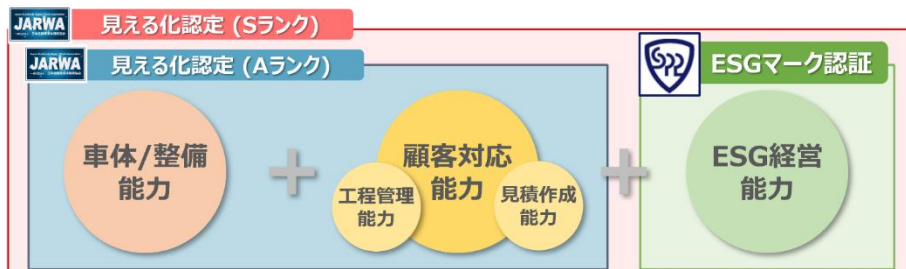 JARWA
見える化認定 (Sランク)
JARWA
見える化認定 (Aランク)
ESGマーク認証
車体/整備
能力
+
顧客対応
能力
工程管理
能力
見積作成
能力
+
ESG経営
能力